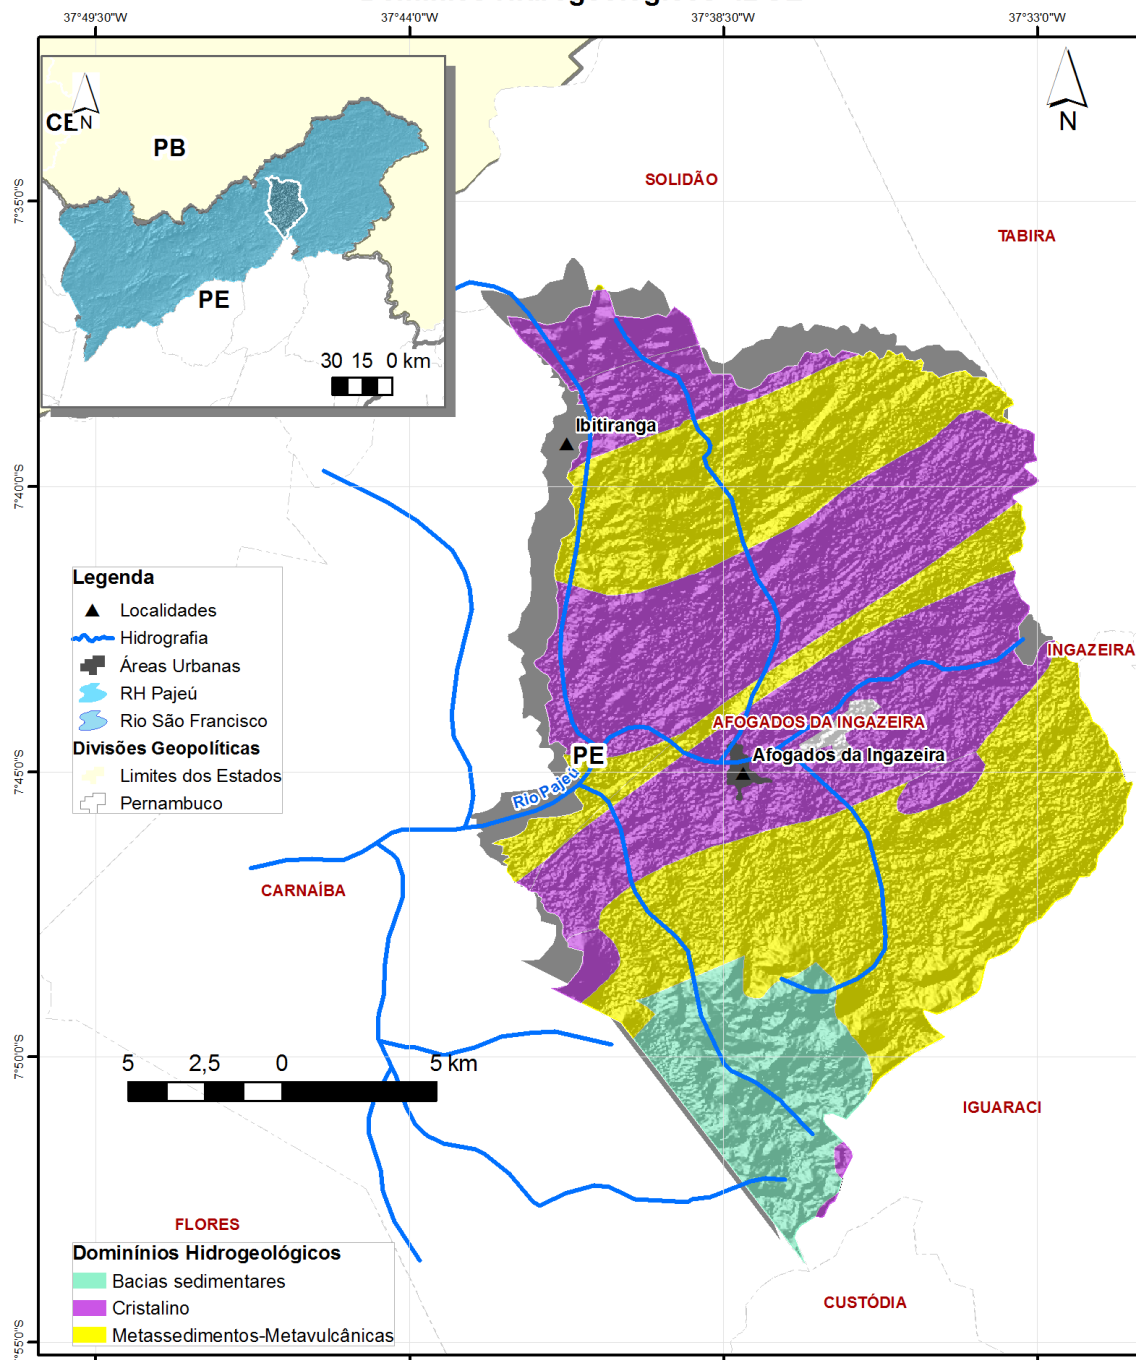 37°49'30"W
37°44'0"W
37°38'30"W
37°33'0"W
CE
N
PB
PE
30 15 0 km
N
SOLIDÃO
TABIRA
7°35'0"S
Ibitiranga
7°40'0"S
Legenda
Localidades
Hidrografia
Áreas Urbanas
RH Pajeú
Rio São Francisco
Divisões Geopolíticas
Limites dos Estados
Pernambuco
INGAZEIRA
AFOGADOS DA INGAZEIRA
Afogados da Ingazeira
PE
Rio Pajeú
7°45'0"S
CARNAÍBA
7°50'0"S
5 2,5 0 5 km
IGUARACI
FLORES
CUSTÓDIA
Dominínios Hidrogeológicos
Bacias sedimentares
Cristalino
Metassedimentos-Metavulcânicas
7°55'0"S